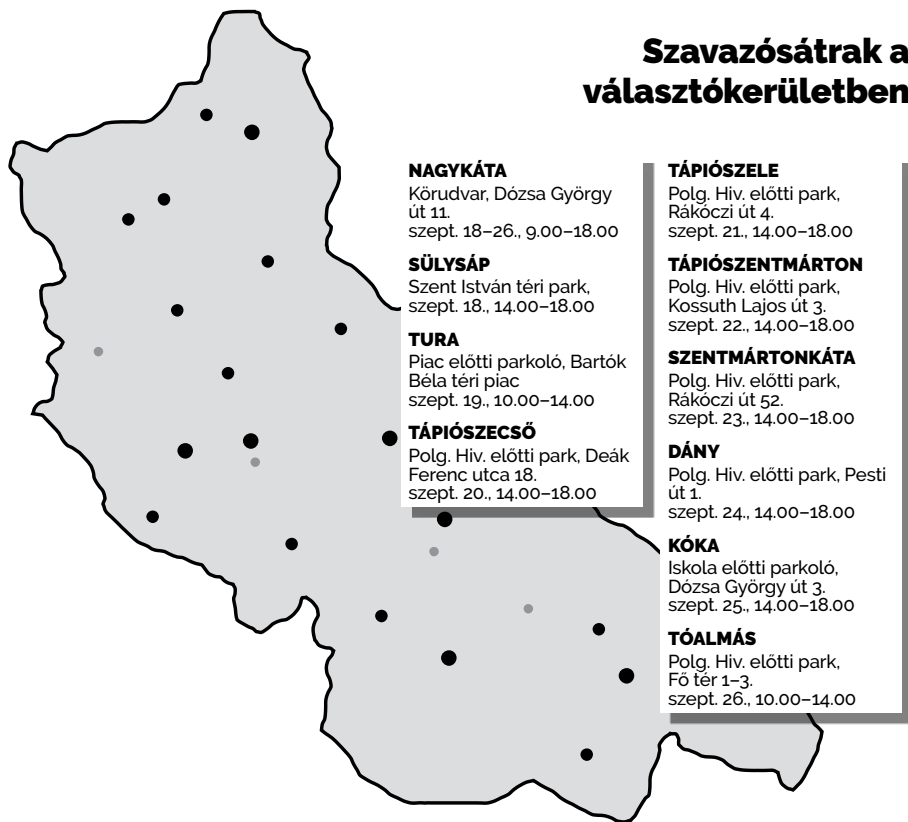 Szavazósátrak a
választókerületben
NAGYKÁTA
Körudvar, Dózsa György
út 11.
szept. 18–26., 9.00–18.00
SÜLYSÁP
Szent István téri park,
szept. 18., 14.00–18.00
TURA
Piac előtti parkoló, Bartók
Béla téri piac
szept. 19., 10.00–14.00
TÁPIÓSZECSŐ
Polg. Hiv. előtti park, Deák
Ferenc utca 18.
szept. 20., 14.00–18.00
TÁPIÓSZELE
Polg. Hiv. előtti park,
Rákóczi út 4.
szept. 21., 14.00–18.00
TÁPIÓSZENTMÁRTON
Polg. Hiv. előtti park,
Kossuth Lajos út 3.
szept. 22., 14.00–18.00
SZENTMÁRTONKÁTA
Polg. Hiv. előtti park,
Rákóczi út 52.
szept. 23., 14.00–18.00
DÁNY
Polg. Hiv. előtti park, Pesti
út 1.
szept. 24., 14.00–18.00
KÓKA
Iskola előtti parkoló,
Dózsa György út 3.
szept. 25., 14.00–18.00
TÓALMÁS
Polg. Hiv. előtti park,
Fő tér 1–3.
szept. 26., 10.00–14.00